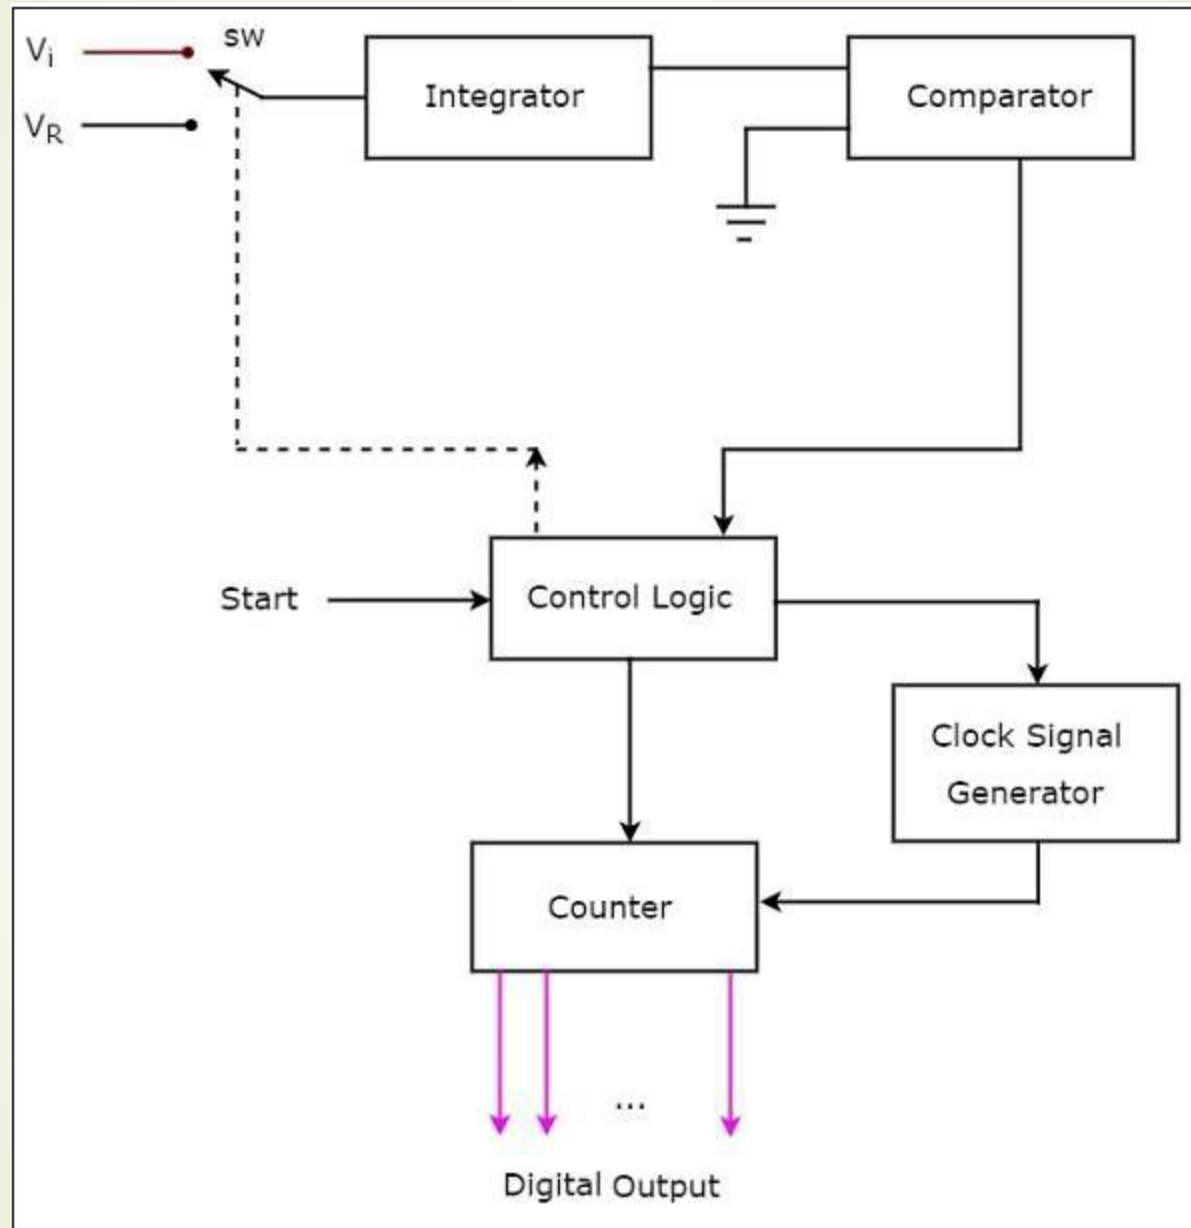 Vi
sw
VR
Integrator
Comparator
Start
Control Logic
Clock Signal
Generator
Counter
...
Digital Output